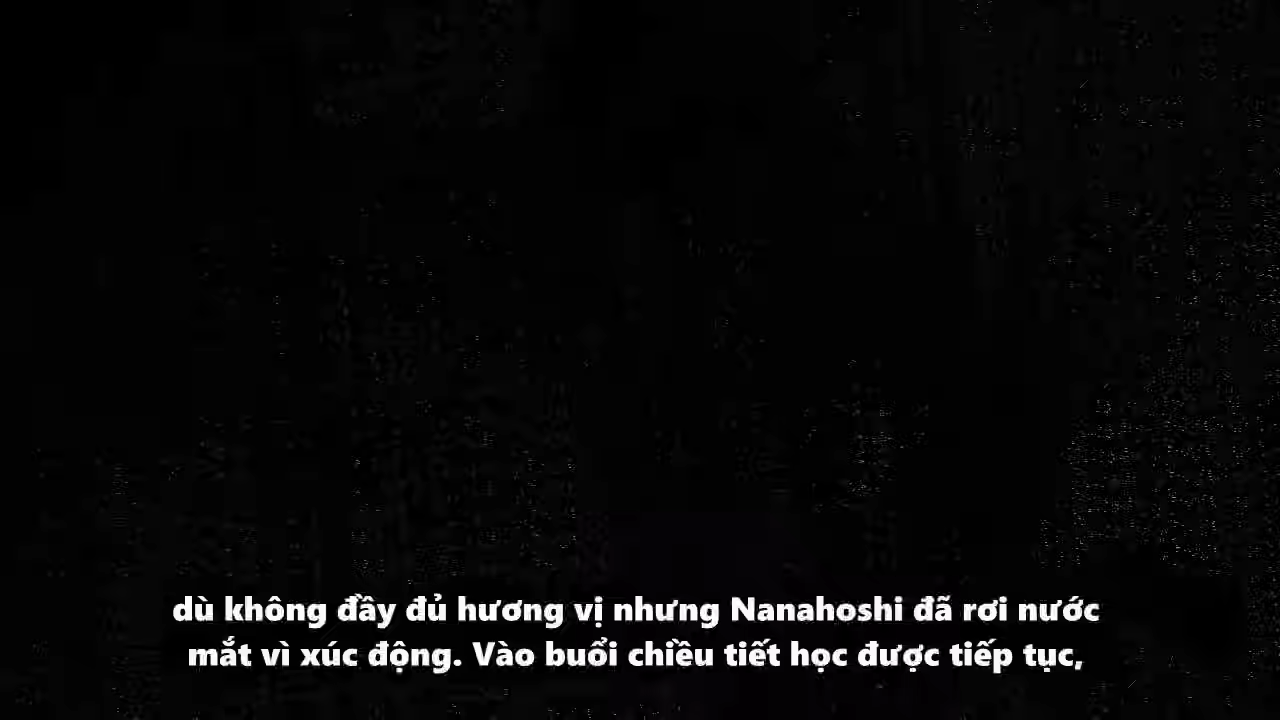 dù không đầy đủ hương vị nhưng Nanahoshi đã rơi nước
mắt vì xúc động. Vào buổi chiều tiết học được tiếp tục,